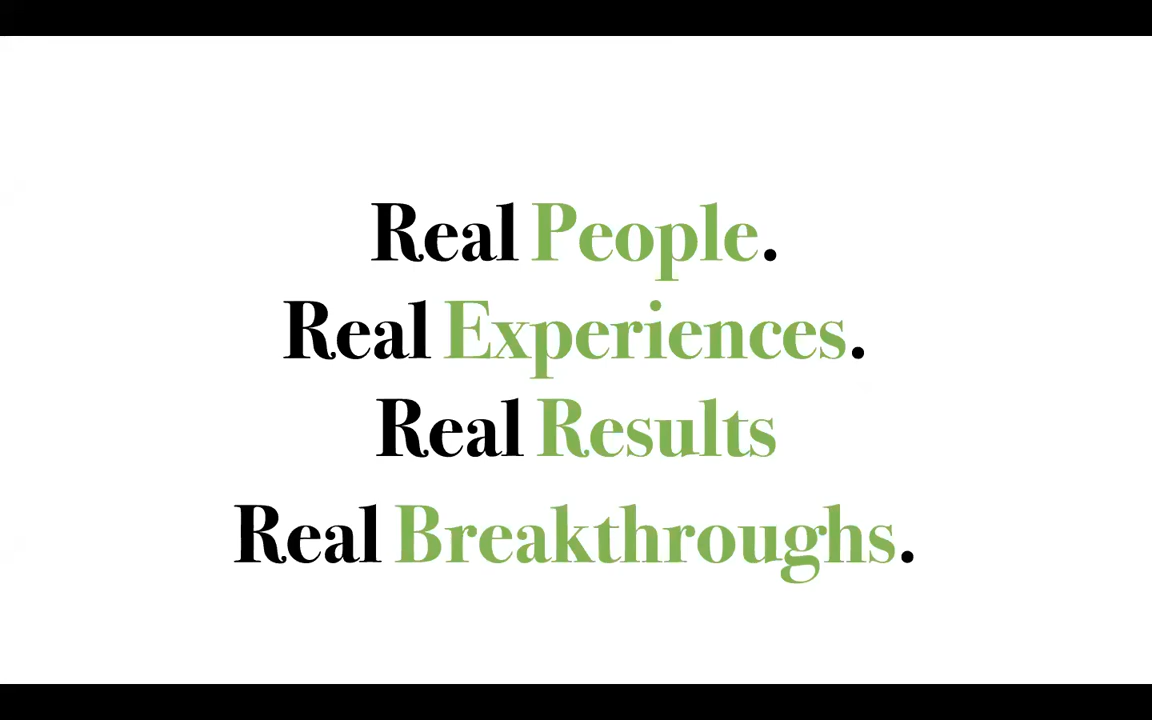 Real People.
Real Experiences.
Real Results
Real Breakthroughs.